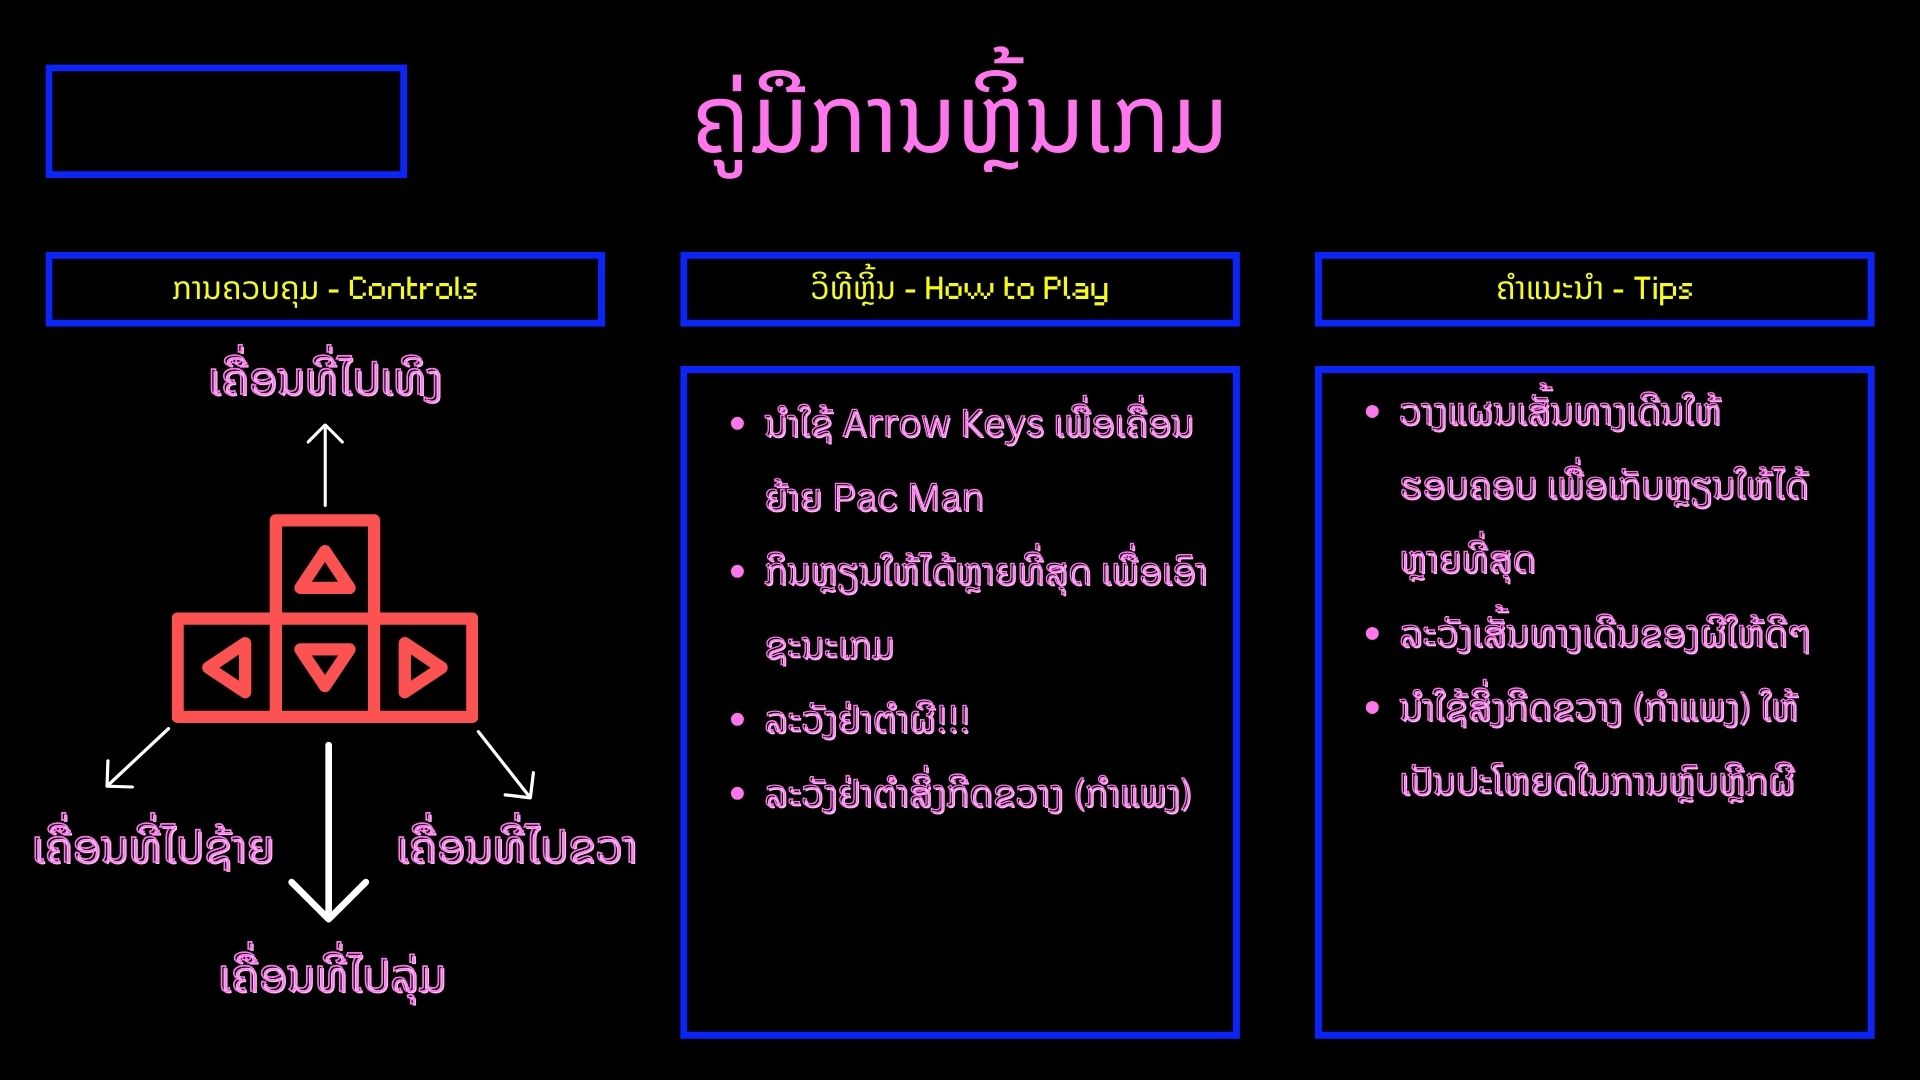 ຄູ່ມືການຫຼິ້ນເກມ
ການຄວບຄຸມ - Controls
ເຄື່ອນທີ່ໄປເທິງ
ເຄື່ອນທີ່ໄປຊ້າຍ
ເຄື່ອນທີ່ໄປຂວາ
ເຄື່ອນທີ່ໄປລຸ່ມ
ວິທີຫຼິ້ນ - How to Play
• ນຳໃຊ້ Arrow Keys ເພື່ອເຄື່ອນ
ຍ້າຍ Pac Man
• ກິນຫຼຽນໃຫ້ໄດ້ຫຼາຍທີ່ສຸດ ເພື່ອເອົາ
ຊະນະເກມ
• ລະວັງຢ່າຕຳຜີ!!!
• ລະວັງຢ່າຕຳສິ່ງກີດຂວາງ (ກຳແພງ)
ຄຳແນະນຳ - Tips
• ວາງແຜນເສັ້ນທາງເດີນໃຫ້
ຮອບຄອບ ເພື່ອເກັບຫຼຽນໃຫ້ໄດ້
ຫຼາຍທີ່ສຸດ
• ລະວັງເສັ້ນທາງເດີນຂອງຜີໃຫ້ດີໆ
• ນຳໃຊ້ສິ່ງກີດຂວາງ (ກຳແພງ) ໃຫ້
ເປັນປະໂຫຍດໃນການຫຼົບຫຼີກຜີ